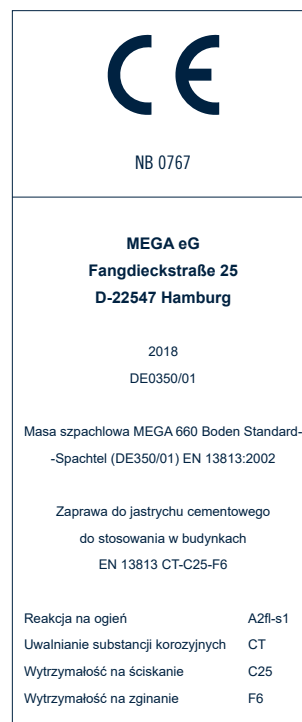 CE
NB 0767
MEGA eG
Fangdieckstraße 25
D-22547 Hamburg
2018
DE0350/01
Masa szpachlowa MEGA 660 Boden Standard-
-Spachtel (DE350/01) EN 13813:2002
Zaprawa do jastrychu cementowego
do stosowania w budynkach
EN 13813 CT-C25-F6
Reakcja na ogień A2fl-s1
Uwalnianie substancji korozyjnych CT
Wytrzymałość na ściskanie C25
Wytrzymałość na zginanie F6